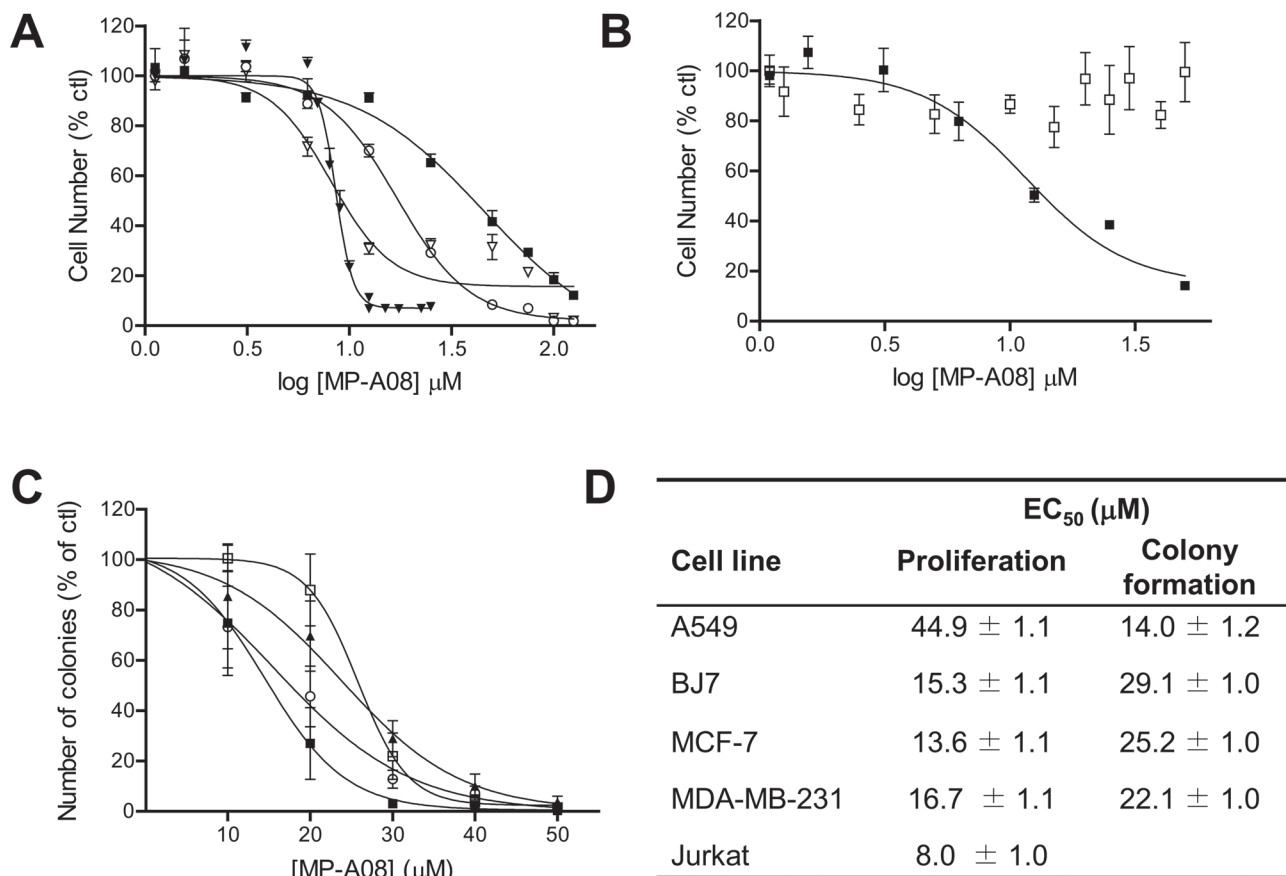 A
120
100
80
60
40
20
0
Cell Number (% ctl)
0.0 0.5 1.0 1.5 2.0
log [MP-A08] μM
B
120
100
80
60
40
20
0
Cell Number (% ctl)
0.0 0.5 1.0 1.5
log [MP-A08] μM
C
120
100
80
60
40
20
0
Number of colonies (% of ctl)
10 20 30 40 50
[MP-A08] (μM)
D
EC50 (μM)
Cell line Proliferation Colony formation
A549 44.9 ± 1.1 14.0 ± 1.2
BJ7 15.3 ± 1.1 29.1 ± 1.0
MCF-7 13.6 ± 1.1 25.2 ± 1.0
MDA-MB-231 16.7 ± 1.1 22.1 ± 1.0
Jurkat 8.0 ± 1.0